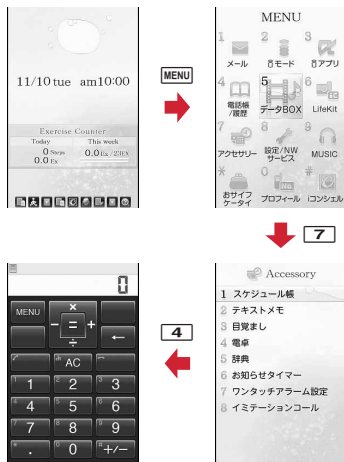 11/10 tue am10:00
Exercise Counter
Today This week
0 Steps 0.0 Ex /23EX
0.0 Ex
MENU
MENU
1 2 3
メール iモード iアプリ
4 5 6
電話帳/履歴 データBOX LifeKit
7 8 9
アクセサリー 設定/NWサービス MUSIC
* 0 #
おサイフケータイ プロフィール iコンシェル
7
Accessory
1 スケジュール帳
2 テキストメモ
3 目覚まし
4 電卓
5 辞典
6 お知らせタイマー
7 ワンタッチアラーム設定
8 イミテーションコール
4
0
MENU × - = + ÷ ←
AC
1 2 3
4 5 6
7 8 9
. 0 +/−